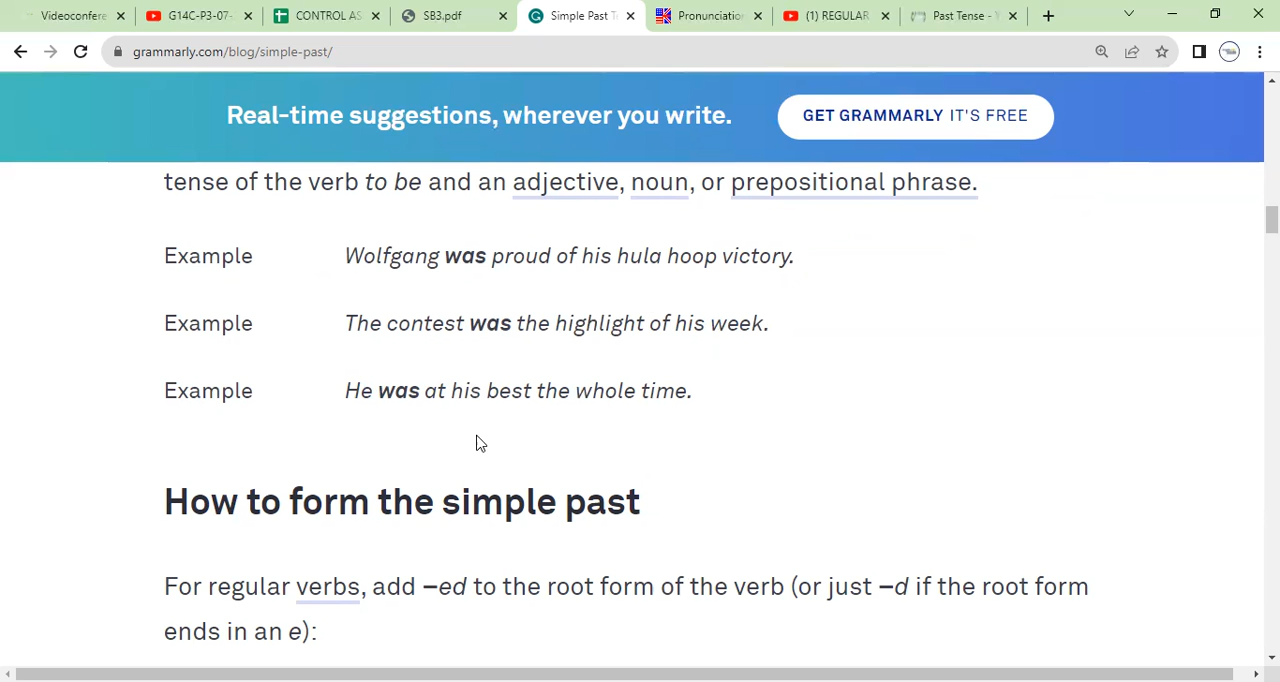 Videoconfere
G14C-P3-07-
CONTROL AS
SB3.pdf
Simple Past T
Pronunciation
(1) REGULAR
Past Tense - W
grammarly.com/blog/simple-past/
Real-time suggestions, wherever you write.
GET GRAMMARLY IT'S FREE
tense of the verb to be and an adjective, noun, or prepositional phrase.
Example Wolfgang was proud of his hula hoop victory.
Example The contest was the highlight of his week.
Example He was at his best the whole time.
How to form the simple past
For regular verbs, add –ed to the root form of the verb (or just –d if the root form
ends in an e):